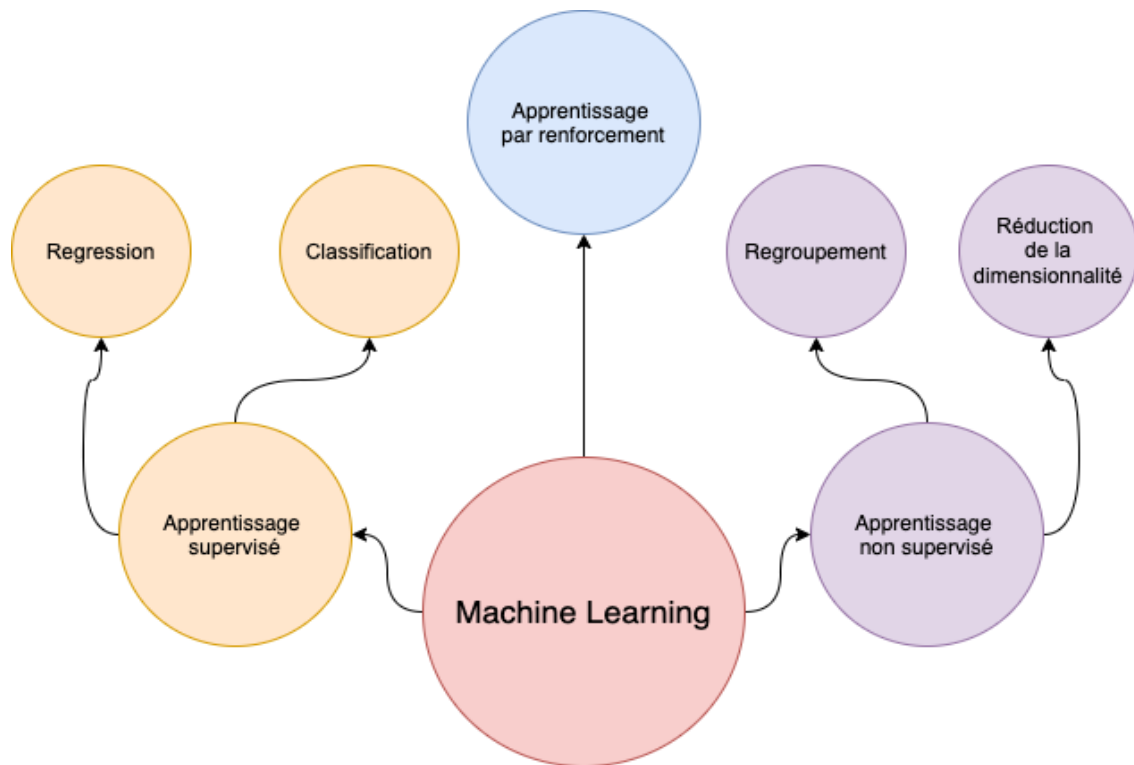 Apprentissage
par renforcement
Regression
Classification
Regroupement
Réduction
de la
dimensionnalité
Apprentissage
supervisé
Apprentissage
non supervisé
Machine Learning